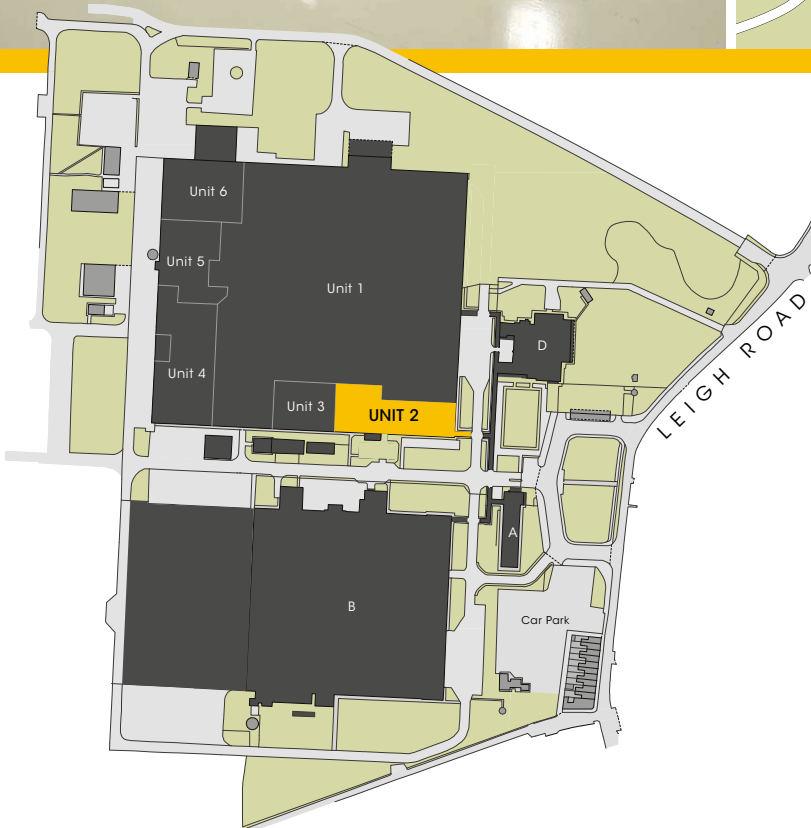 Unit 6
Unit 5
Unit 1
D
LEIGH ROAD
Unit 4
Unit 3
UNIT 2
A
B
Car Park